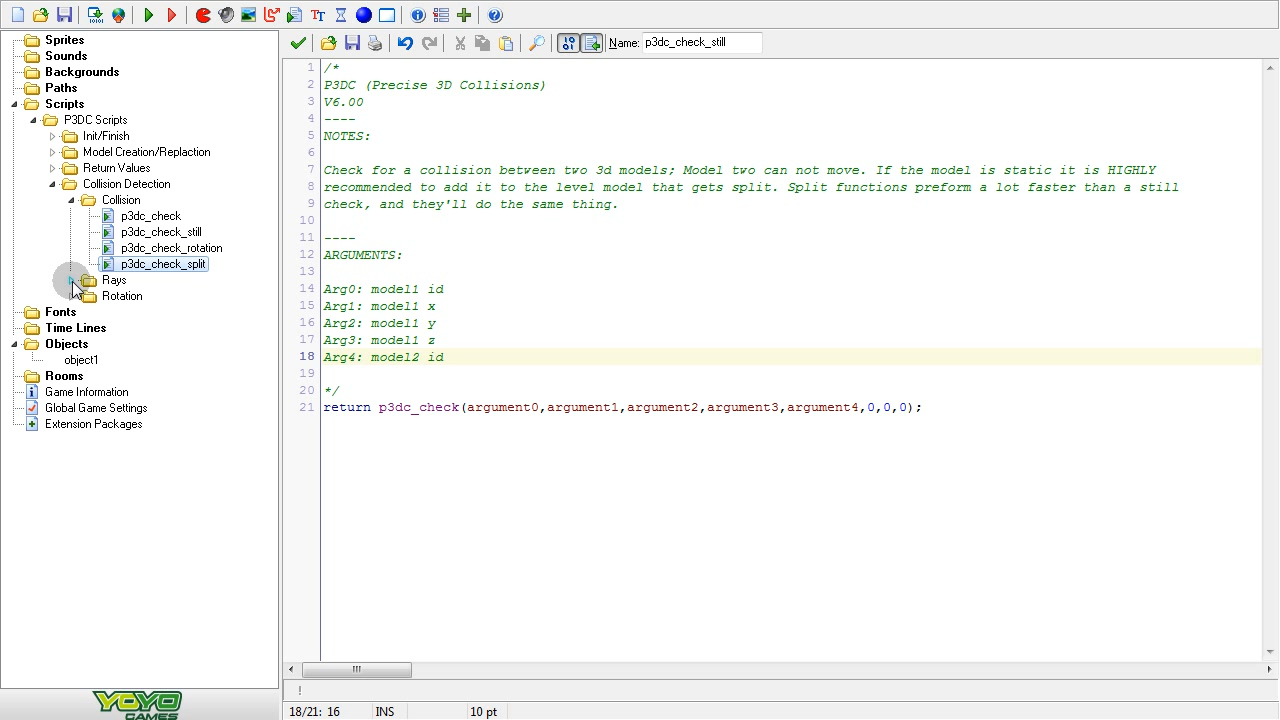 Name: p3dc_check_still
Sprites
Sounds
Backgrounds
Paths
Scripts
P3DC Scripts
Init/Finish
Model Creation/Replaction
Return Values
Collision Detection
Collision
p3dc_check
p3dc_check_still
p3dc_check_rotation
p3dc_check_split
Rays
Rotation
Fonts
Time Lines
Objects
object1
Rooms
Game Information
Global Game Settings
Extension Packages
YOYO
GAMES
1 /*
2 P3DC (Precise 3D Collisions)
3 V6.00
4 ----
5 NOTES:
6
7 Check for a collision between two 3d models; Model two can not move. If the model is static it is HIGHLY
8 recommended to add it to the level model that gets split. Split functions preform a lot faster than a still
9 check, and they'll do the same thing.
10
11 ----
12 ARGUMENTS:
13
14 Arg0: model1 id
15 Arg1: model1 x
16 Arg2: model1 y
17 Arg3: model1 z
18 Arg4: model2 id
19
20 */
21 return p3dc_check(argument0,argument1,argument2,argument3,argument4,0,0,0);
!
18/21: 16 INS 10 pt